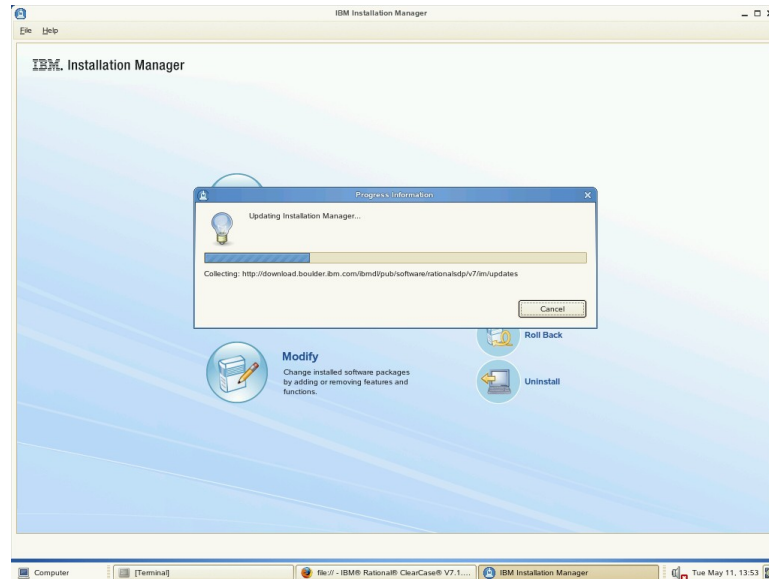 IBM Installation Manager
File Help
IBM. Installation Manager
Progress Information
Updating Installation Manager...
Collecting: http://download.boulder.ibm.com/ibmdl/pub/software/rationalsdp/v7/im/updates
Cancel
Roll Back
Modify
Change installed software packages
by adding or removing features and
functions.
Uninstall
Computer
[Terminal]
file:// - IBM® Rational® ClearCase® V7.1....
IBM Installation Manager
Tue May 11, 13:53